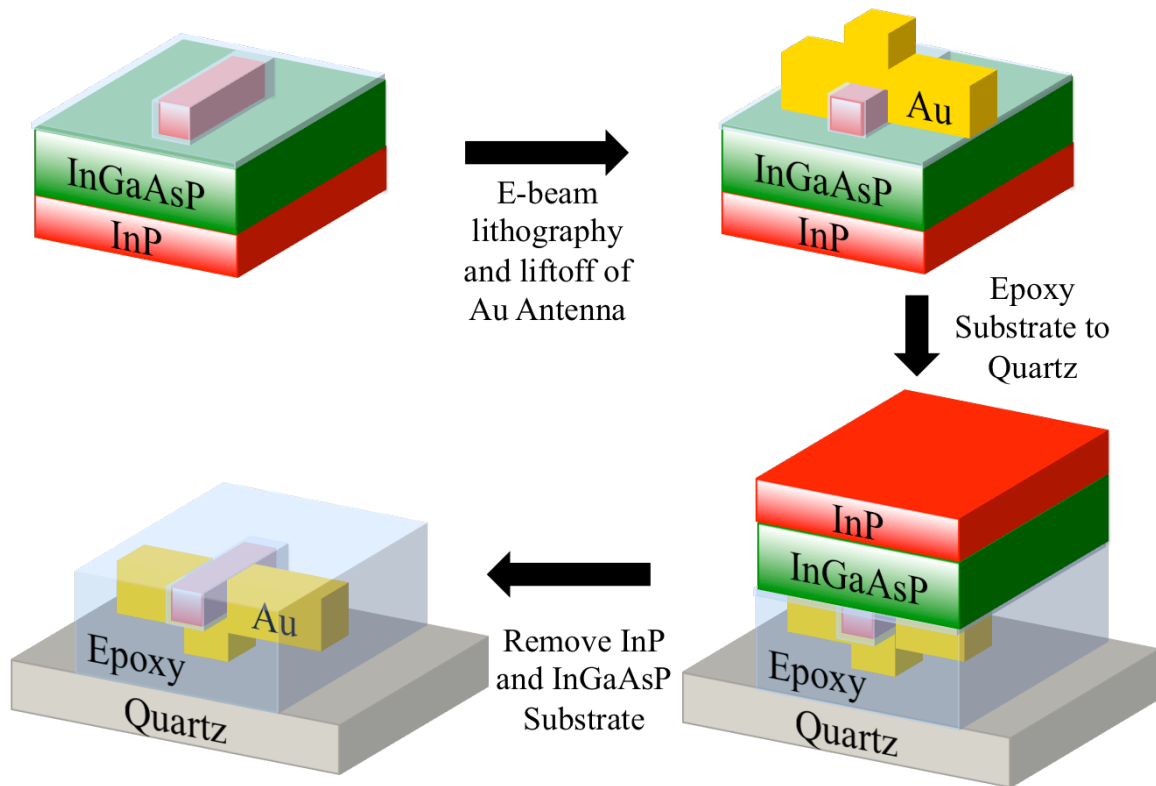 InGaAsP
InP
E-beam
lithography
and liftoff of
Au Antenna
Au
InGaAsP
InP
Epoxy
Substrate to
Quartz
InP
InGaAsP
Epoxy
Quartz
Remove InP
and InGaAsP
Substrate
Au
Epoxy
Quartz